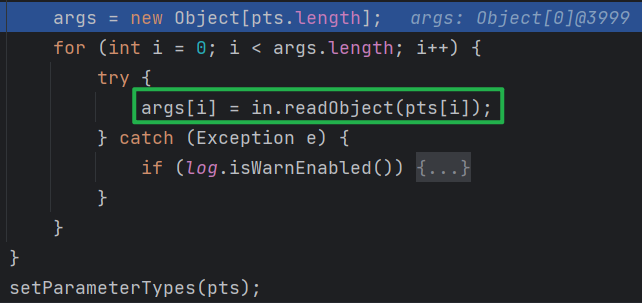 args = new Object[pts.length];   args: Object[0]@3999
for (int i = 0; i < args.length; i++) {
    try {
        args[i] = in.readObject(pts[i]);
    } catch (Exception e) {
        if (log.isWarnEnabled()) {...}
    }
}
}
setParameterTypes(pts);